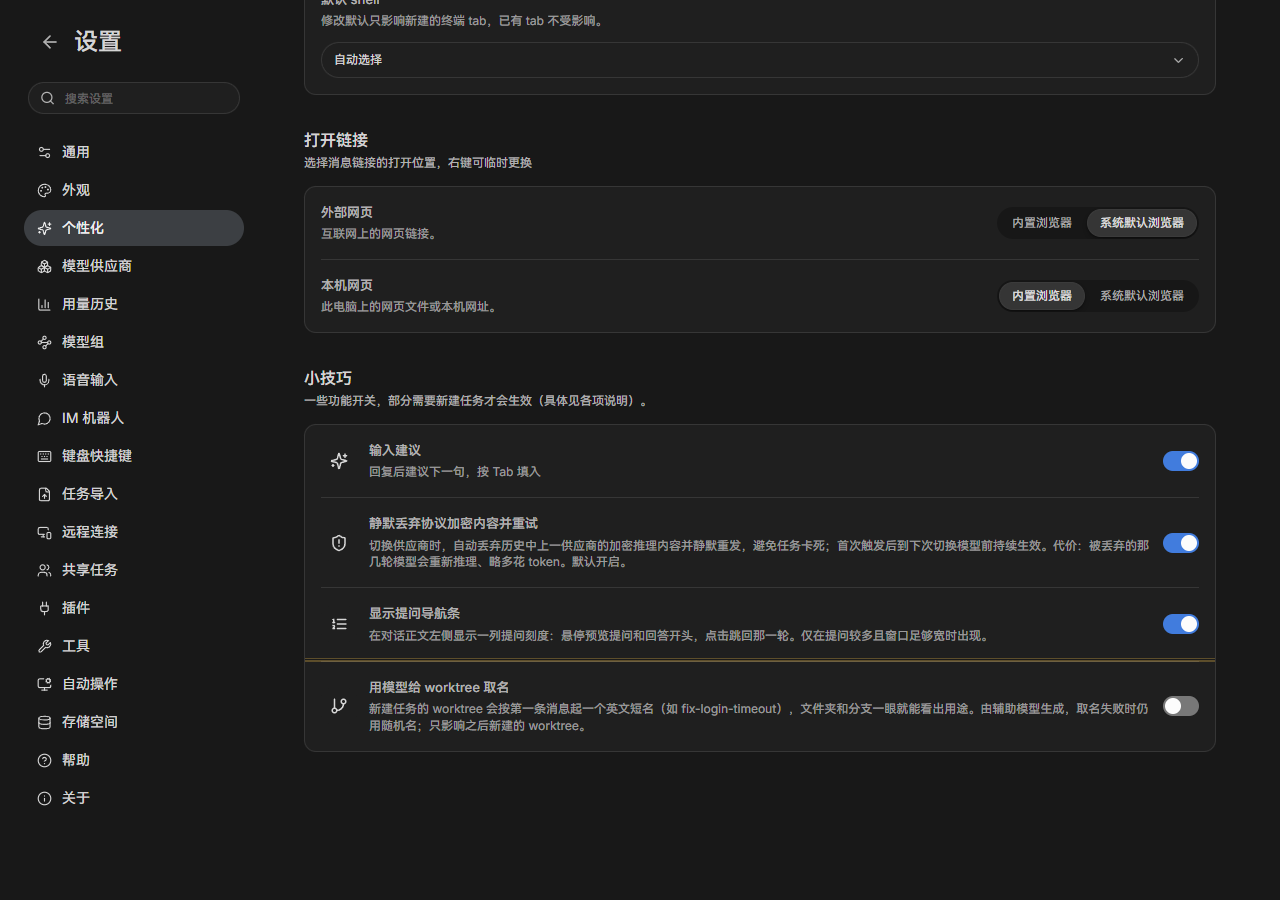 设置
搜索设置
通用
外观
个性化
模型供应商
用量历史
模型组
语音输入
IM 机器人
键盘快捷键
任务导入
远程连接
共享任务
插件
工具
自动操作
存储空间
帮助
关于
默认 shell
修改默认只影响新建的终端 tab，已有 tab 不受影响。
自动选择
打开链接
选择消息链接的打开位置，右键可临时更换
外部网页
互联网上的网页链接。
内置浏览器 系统默认浏览器
本机网页
此电脑上的网页文件或本机网址。
内置浏览器 系统默认浏览器
小技巧
一些功能开关，部分需要新建任务才会生效（具体见各项说明）。
输入建议
回复后建议下一句，按 Tab 填入
静默丢弃协议加密内容并重试
切换供应商时，自动丢弃历史中上一供应商的加密推理内容并静默重发，避免任务卡死；首次触发后到下次切换模型前持续生效。代价：被丢弃的那
几轮模型会重新推理、略多花 token。默认开启。
显示提问导航条
在对话正文左侧显示一列提问刻度：悬停预览提问和回答开头，点击跳回那一轮。仅在提问较多且窗口足够宽时出现。
用模型给 worktree 取名
新建任务的 worktree 会按第一条消息起一个英文短名（如 fix-login-timeout），文件夹和分支一眼就能看出用途。由辅助模型生成，取名失败时仍
用随机名；只影响之后新建的 worktree。